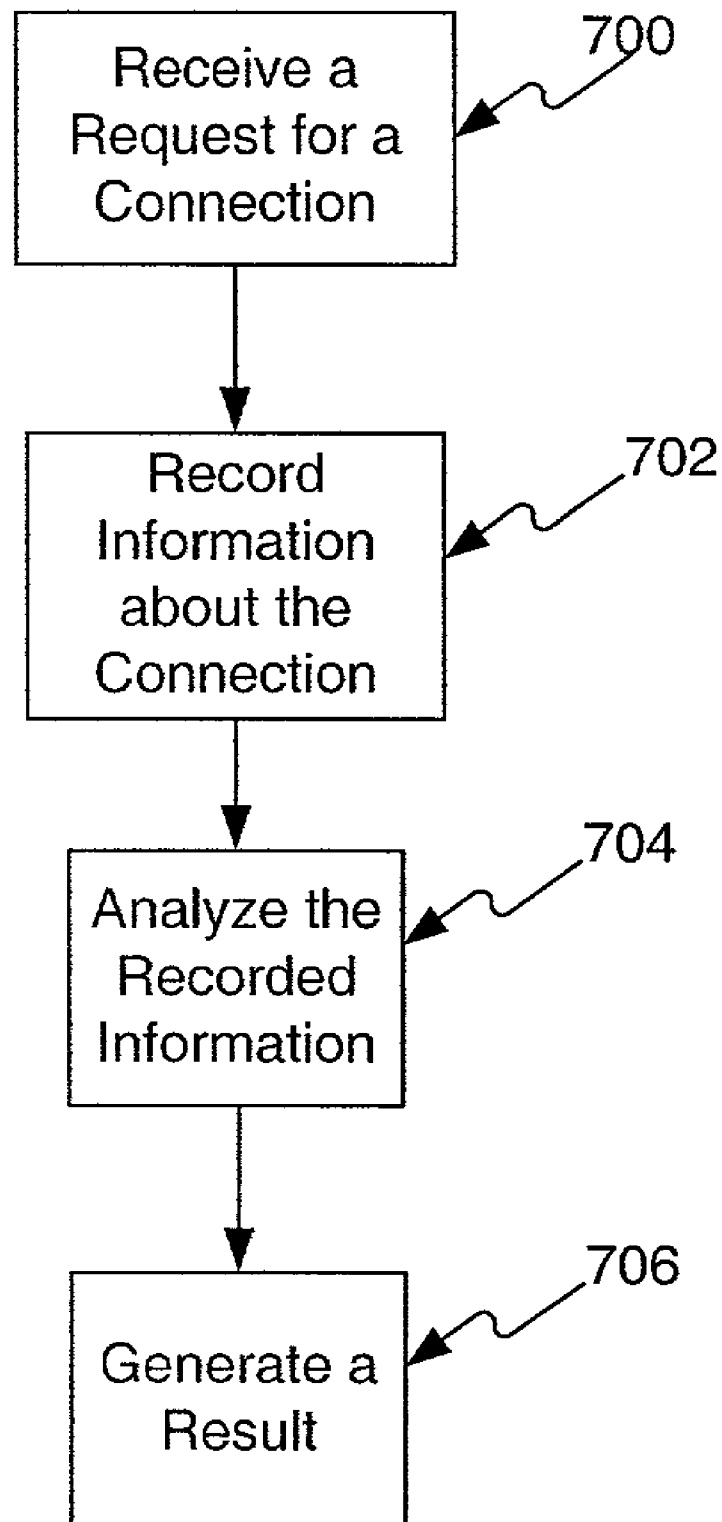 700
Receive a
Request for a
Connection
702
Record
Information
about the
Connection
704
Analyze the
Recorded
Information
706
Generate a
Result